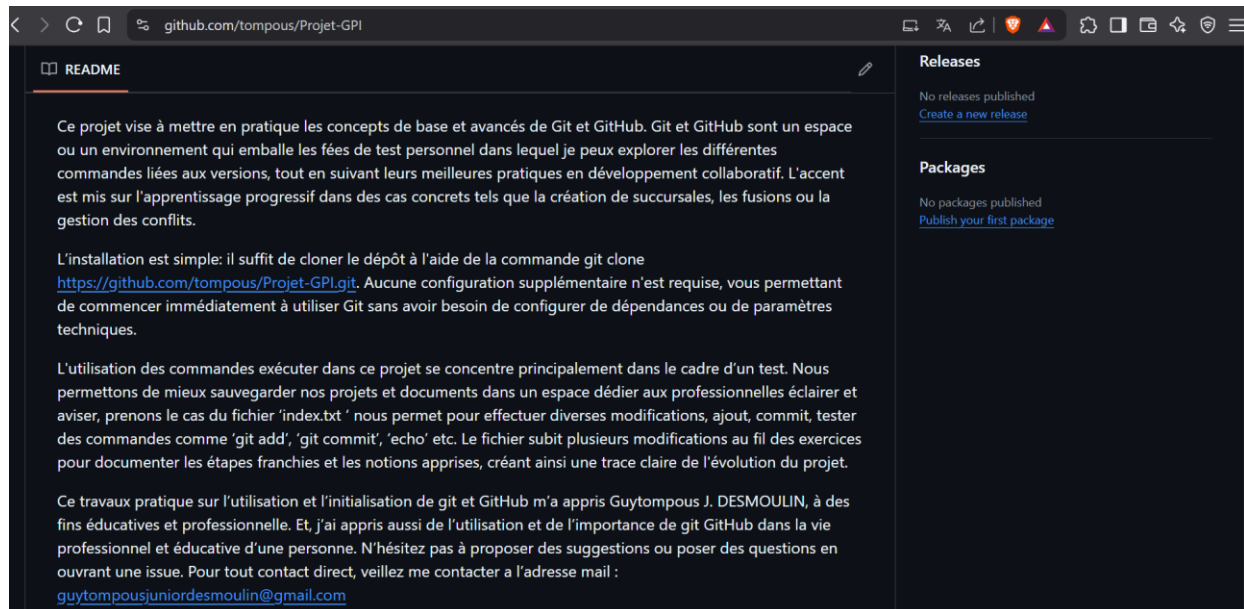 github.com/tompous/Projet-GPI
README
Ce projet vise à mettre en pratique les concepts de base et avancés de Git et GitHub. Git et GitHub sont un espace
ou un environnement qui emballe les fées de test personnel dans lequel je peux explorer les différentes
commandes liées aux versions, tout en suivant leurs meilleures pratiques en développement collaboratif. L'accent
est mis sur l'apprentissage progressif dans des cas concrets tels que la création de succursales, les fusions ou la
gestion des conflits.
L'installation est simple: il suffit de cloner le dépôt à l'aide de la commande git clone
https://github.com/tompous/Projet-GPI.git. Aucune configuration supplémentaire n'est requise, vous permettant
de commencer immédiatement à utiliser Git sans avoir besoin de configurer de dépendances ou de paramètres
techniques.
L'utilisation des commandes exécuter dans ce projet se concentre principalement dans le cadre d'un test. Nous
permettons de mieux sauvegarder nos projets et documents dans un espace dédier aux professionnelles éclairer et
aviser, prenons le cas du fichier 'index.txt ' nous permet pour effectuer diverses modifications, ajout, commit, tester
des commandes comme 'git add', 'git commit', 'echo' etc. Le fichier subit plusieurs modifications au fil des exercices
pour documenter les étapes franchies et les notions apprises, créant ainsi une trace claire de l'évolution du projet.
Ce travaux pratique sur l'utilisation et l'initialisation de git et GitHub m'a appris Guytompous J. DESMOULIN, à des
fins éducatives et professionnelle. Et, j'ai appris aussi de l'utilisation et de l'importance de git GitHub dans la vie
professionnel et éducative d'une personne. N'hésitez pas à proposer des suggestions ou poser des questions en
ouvrant une issue. Pour tout contact direct, veillez me contacter a l'adresse mail :
guytompousjuniordesmoulin@gmail.com
Releases
No releases published
Create a new release
Packages
No packages published
Publish your first package